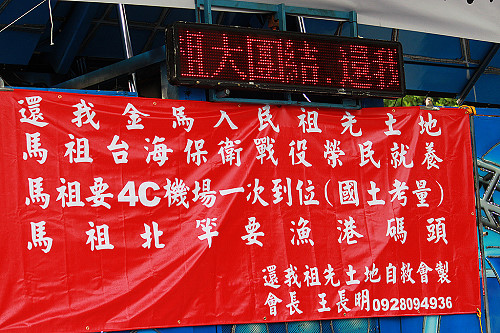 大團結,還我
還我金馬人民祖先土地
馬祖台海保衛戰役榮民就養
馬祖要4C機場一次到位(國土考量)
馬祖北竿要漁港碼頭
還我祖先土地自救會製
會長 王長明0928094936